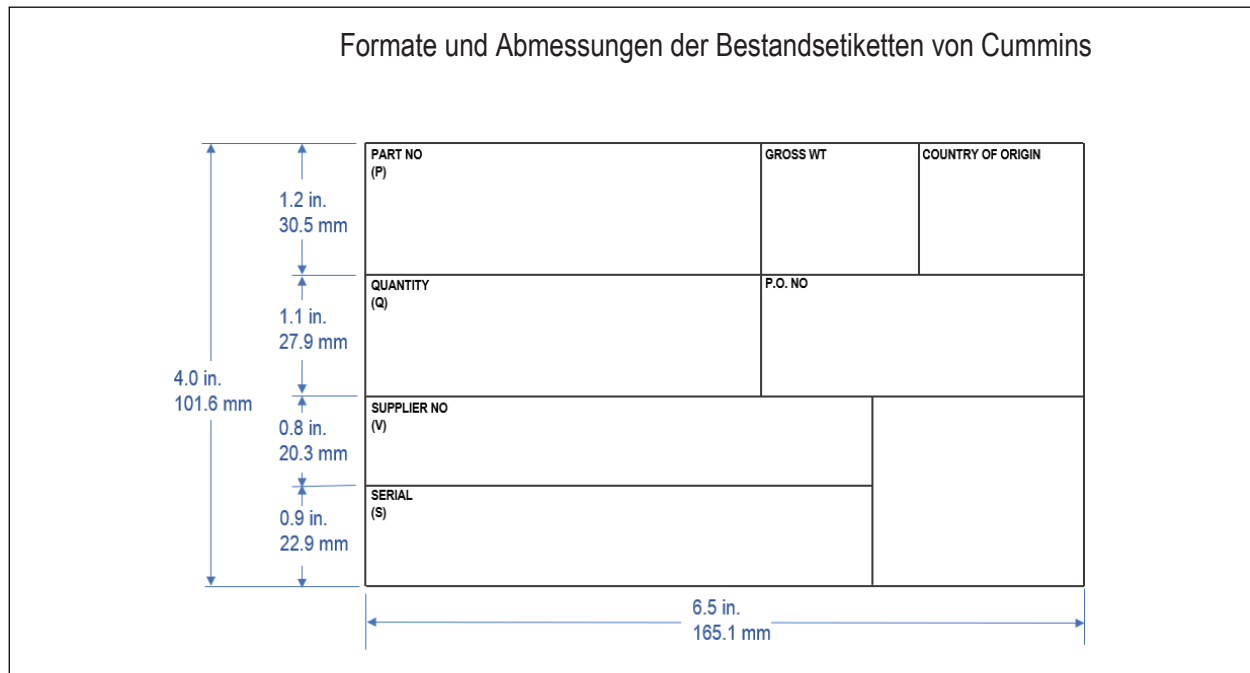 Formate und Abmessungen der Bestandsetiketten von Cummins
PART NO
(P)
GROSS WT
COUNTRY OF ORIGIN
1.2 in.
30.5 mm
QUANTITY
(Q)
P.O. NO
1.1 in.
27.9 mm
4.0 in.
101.6 mm
SUPPLIER NO
(V)
0.8 in.
20.3 mm
SERIAL
(S)
0.9 in.
22.9 mm
6.5 in.
165.1 mm